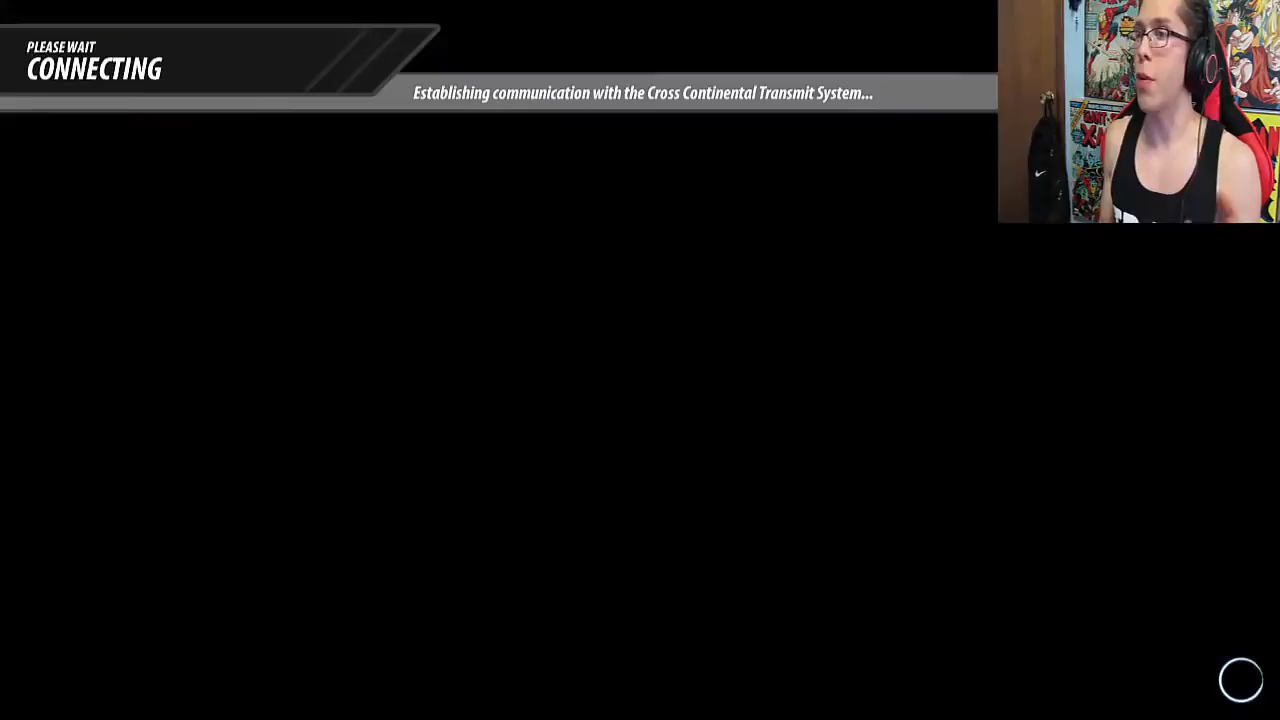 PLEASE WAIT
CONNECTING
Establishing communication with the Cross Continental Transmit System...